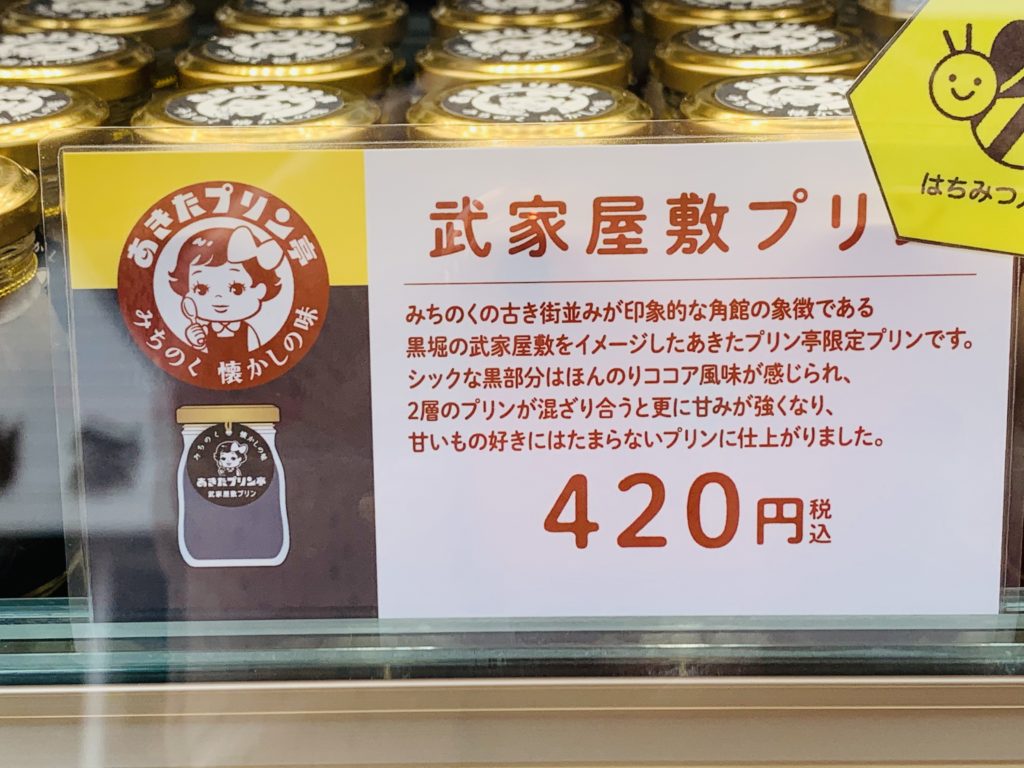 はちみつ
武家屋敷プリ
あきたプリン亭
みちのく 懐かしの味
みちのくの古き街並みが印象的な角館の象徴である
黒堀の武家屋敷をイメージしたあきたプリン亭限定プリンです。
シックな黒部分はほんのりココア風味が感じられ、
2層のプリンが混ざり合うと更に甘みが強くなり、
甘いもの好きにはたまらないプリンに仕上がりました。
420円税込
みちのく 懐かしの味
あきたプリン亭
武家屋敷プリン